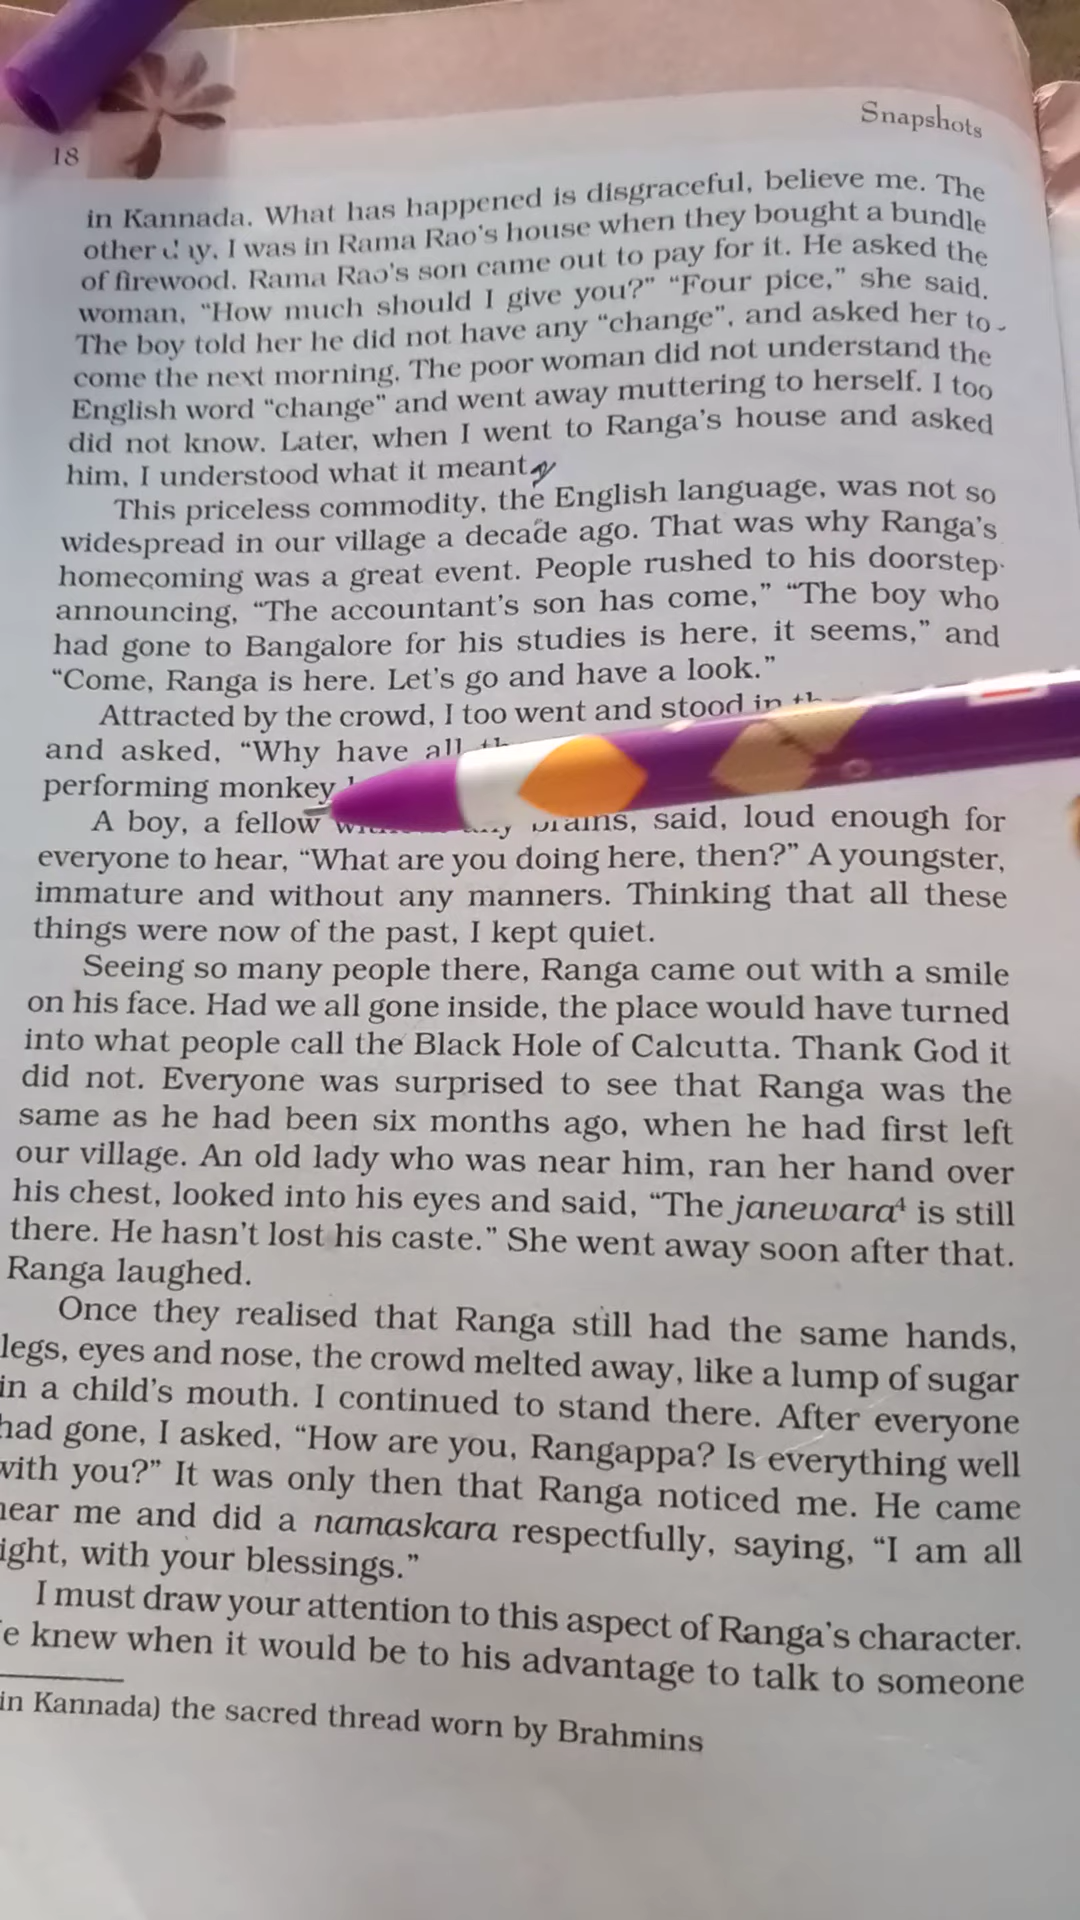 Snapshots
18
in Kannada. What has happened is disgraceful, believe me. The
other day, I was in Rama Rao's house when they bought a bundle
of firewood. Rama Rao's son came out to pay for it. He asked the
woman, “How much should I give you?” “Four pice,” she said.
The boy told her he did not have any “change”, and asked her to
come the next morning. The poor woman did not understand the
English word “change” and went away muttering to herself. I too
did not know. Later, when I went to Ranga's house and asked
him, I understood what it meant.
This priceless commodity, the English language, was not so
widespread in our village a decade ago. That was why Ranga's
homecoming was a great event. People rushed to his doorstep
announcing, “The accountant's son has come,” “The boy who
had gone to Bangalore for his studies is here, it seems,” and
“Come, Ranga is here. Let's go and have a look.”
Attracted by the crowd, I too went and stood in
and asked, “Why have all
performing monkey
A boy, a fellow brains, said, loud enough for
everyone to hear, “What are you doing here, then?” A youngster,
immature and without any manners. Thinking that all these
things were now of the past, I kept quiet.
Seeing so many people there, Ranga came out with a smile
on his face. Had we all gone inside, the place would have turned
into what people call the Black Hole of Calcutta. Thank God it
did not. Everyone was surprised to see that Ranga was the
same as he had been six months ago, when he had first left
our village. An old lady who was near him, ran her hand over
his chest, looked into his eyes and said, “The janewara⁴ is still
there. He hasn't lost his caste.” She went away soon after that.
Ranga laughed.
Once they realised that Ranga still had the same hands,
legs, eyes and nose, the crowd melted away, like a lump of sugar
in a child's mouth. I continued to stand there. After everyone
had gone, I asked, “How are you, Rangappa? Is everything well
with you?” It was only then that Ranga noticed me. He came
near me and did a namaskara respectfully, saying, “I am all
ight, with your blessings.”
I must draw your attention to this aspect of Ranga's character.
e knew when it would be to his advantage to talk to someone
in Kannada) the sacred thread worn by Brahmins